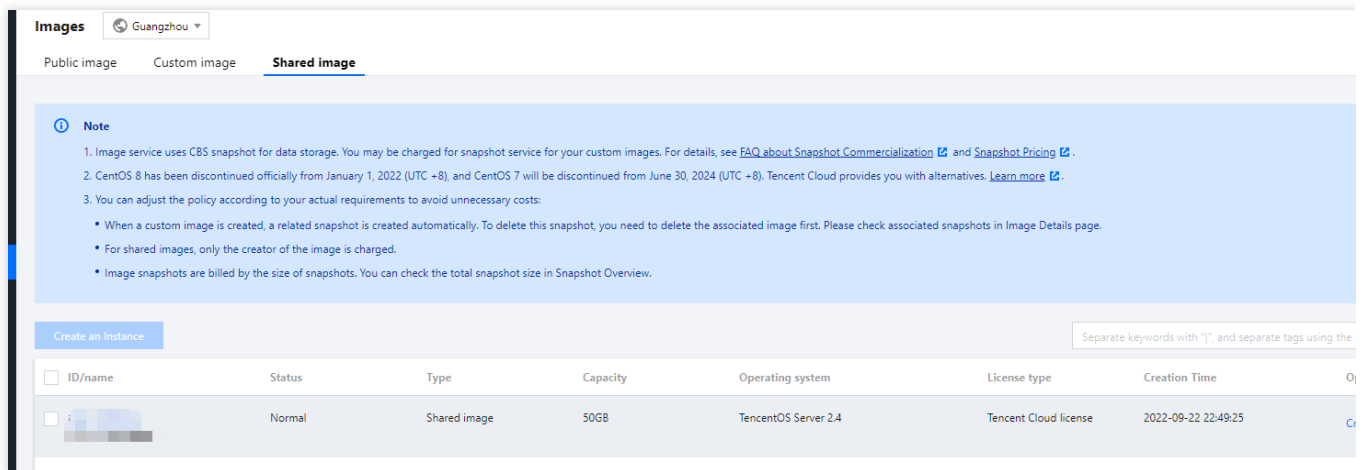 Images Guangzhou
Public image Custom image Shared image
Note
1. Image service uses CBS snapshot for data storage. You may be charged for snapshot service for your custom images. For details, see FAQ about Snapshot Commercialization and Snapshot Pricing .
2. CentOS 8 has been discontinued officially from January 1, 2022 (UTC +8), and CentOS 7 will be discontinued from June 30, 2024 (UTC +8). Tencent Cloud provides you with alternatives. Learn more .
3. You can adjust the policy according to your actual requirements to avoid unnecessary costs:
• When a custom image is created, a related snapshot is created automatically. To delete this snapshot, you need to delete the associated image first. Please check associated snapshots in Image Details page.
• For shared images, only the creator of the image is charged.
• Image snapshots are billed by the size of snapshots. You can check the total snapshot size in Snapshot Overview.
Create an Instance Separate keywords with "|", and separate tags using the
ID/name Status Type Capacity Operating system License type Creation Time
Normal Shared image 50GB TencentOS Server 2.4 Tencent Cloud license 2022-09-22 22:49:25